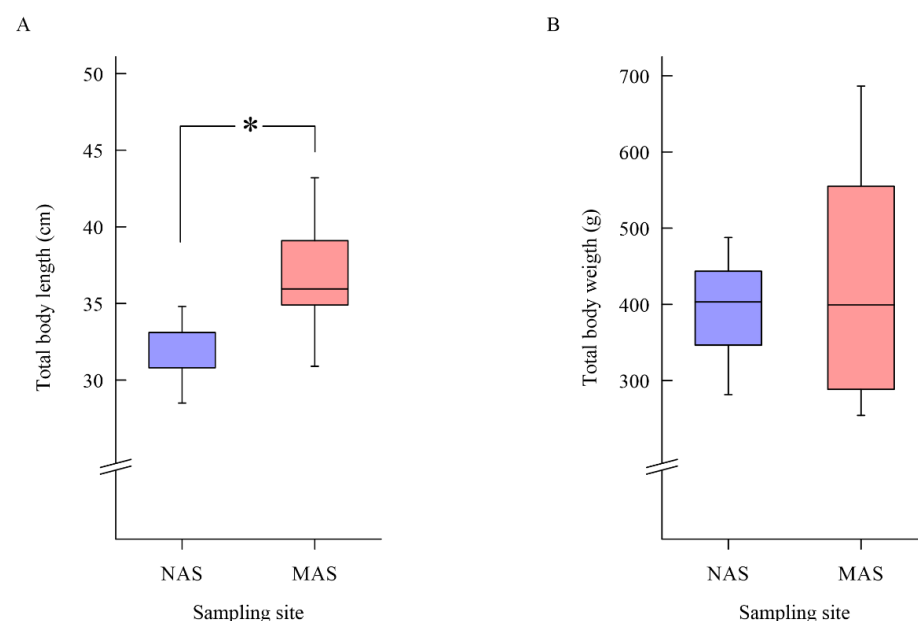 A
50
45
40
35
30
Total body length (cm)
*
NAS MAS
Sampling site
B
700
600
500
400
300
Total body weigth (g)
NAS MAS
Sampling site